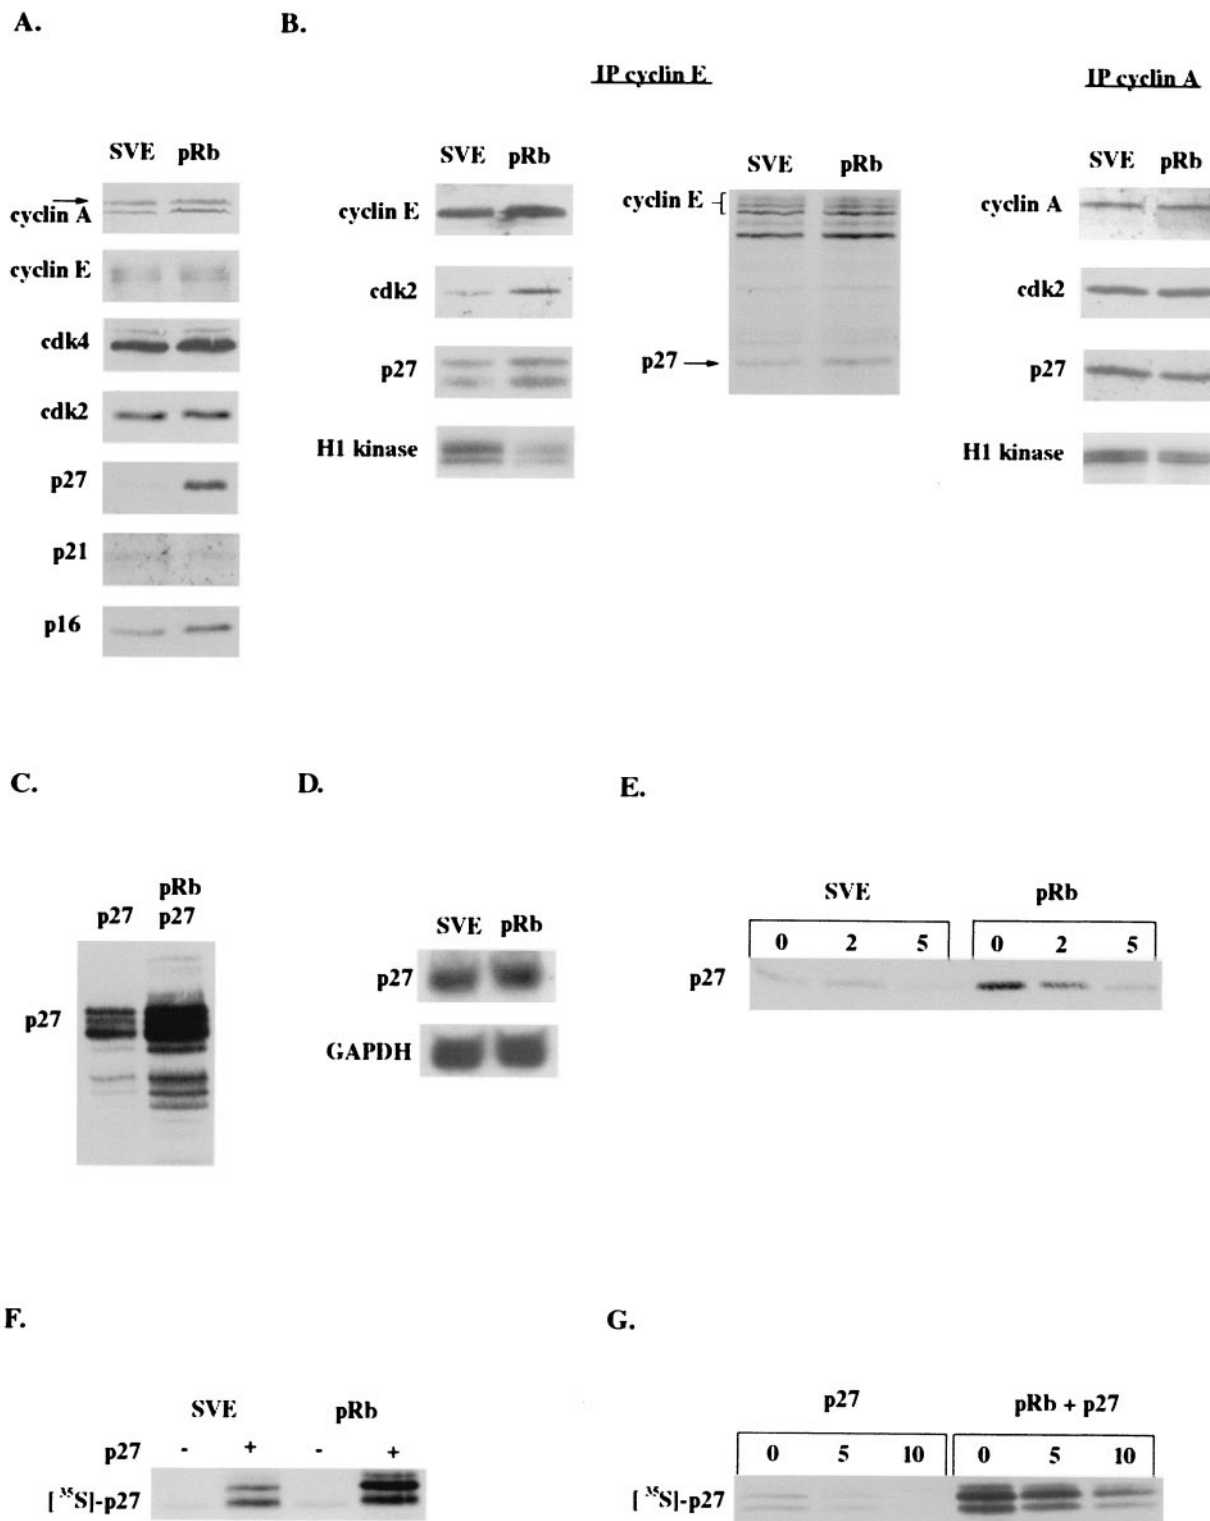 A.
B.
IP cyclin E
IP cyclin A
SVE pRb
cyclin A
cyclin E
cdk4
cdk2
p27
p21
p16
SVE pRb
cyclin E
cdk2
p27
H1 kinase
SVE pRb
cyclin E
p27
SVE pRb
cyclin A
cdk2
p27
H1 kinase
C.
D.
E.
pRb
p27 p27
p27
SVE pRb
p27
GAPDH
SVE pRb
0 2 5 0 2 5
p27
F.
G.
SVE pRb
p27 - + - +
[ ³⁵S]-p27
p27 pRb + p27
0 5 10 0 5 10
[ ³⁵S]-p27